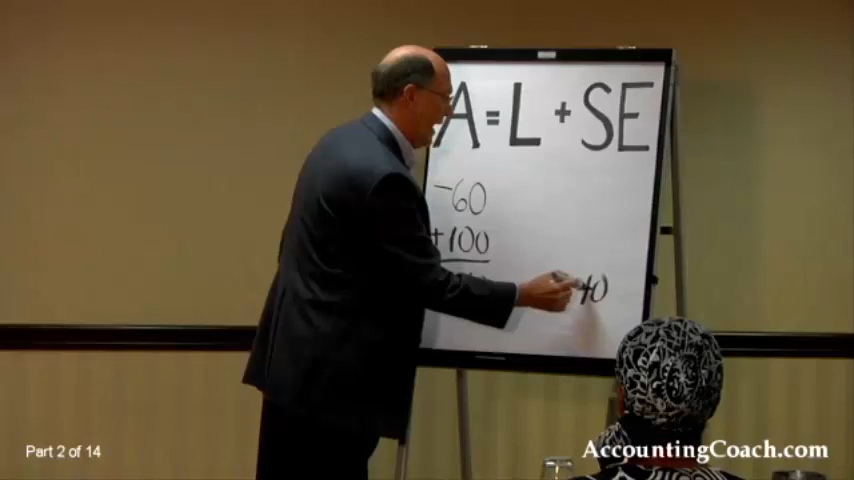 A = L + SE
-60
+100
40
Part 2 of 14
AccountingCoach.com